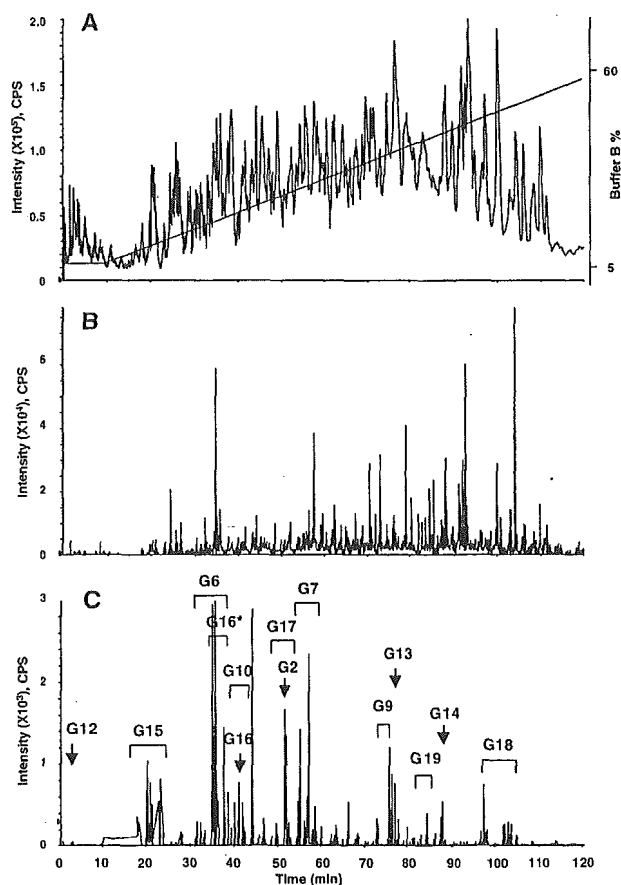 A
2.0
1.5
1.0
0.5
0
Intensity (X10⁶), CPS
60
5
Buffer B %
B
6
4
2
0
Intensity (X10⁴), CPS
C
3
2
1
0
Intensity (X10³), CPS
G6
G7
G16*
G17
G13
G10
G2
G12
G15
G16
G9
G14
G19
G18
0 10 20 30 40 50 60 70 80 90 100 110 120
Time (min)